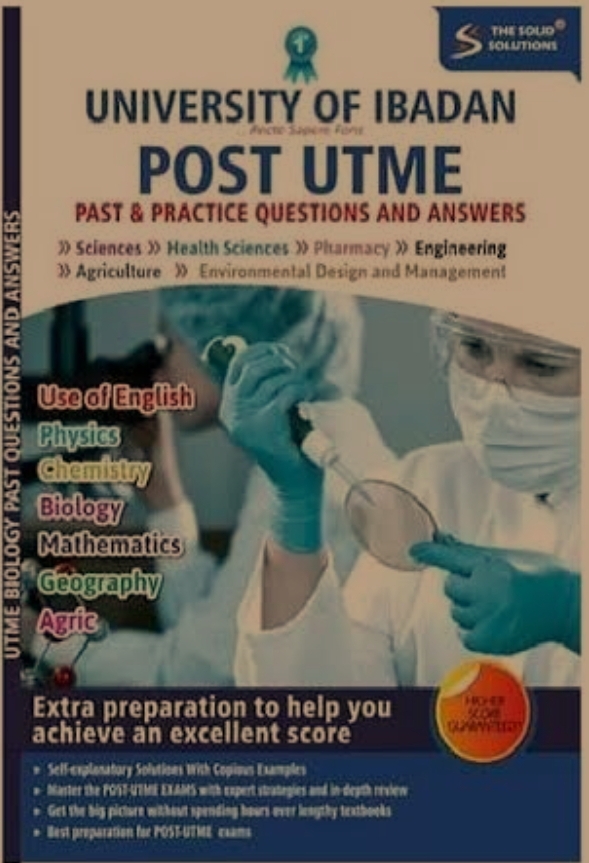 THE SOLID®
SOLUTIONS
1
UNIVERSITY OF IBADAN
Recte Sapere Fons
POST UTME
PAST & PRACTICE QUESTIONS AND ANSWERS
» Sciences » Health Sciences » Pharmacy » Engineering
» Agriculture » Environmental Design and Management
UTME BIOLOGY PAST QUESTIONS AND ANSWERS
Use of English
Physics
Chemistry
Biology
Mathematics
Geography
Agric
Extra preparation to help you
achieve an excellent score
HIGHER
SCORE
GUARANTEED!
» Self-explanatory Solutions With Copious Examples
» Master the POST-UTME EXAMS with expert strategies and in-depth review
» Get the big picture without spending hours over lengthy textbooks
» Best preparation for POST-UTME exams